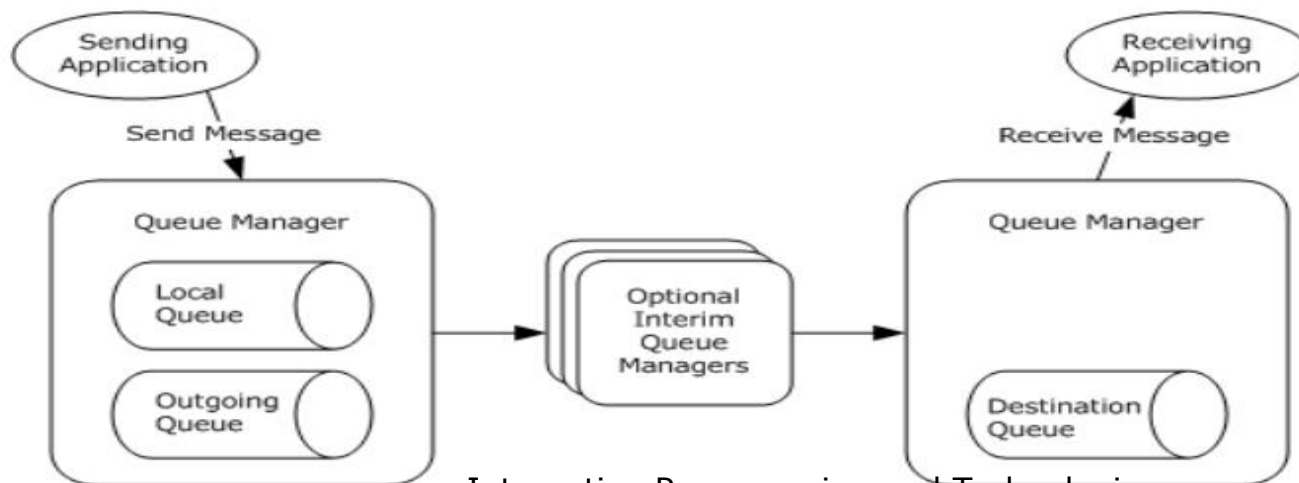 Sending
Application
Receiving
Application
Send Message
Receive Message
Queue Manager
Queue Manager
Local
Queue
Optional
Interim
Queue
Managers
Outgoing
Queue
Destination
Queue